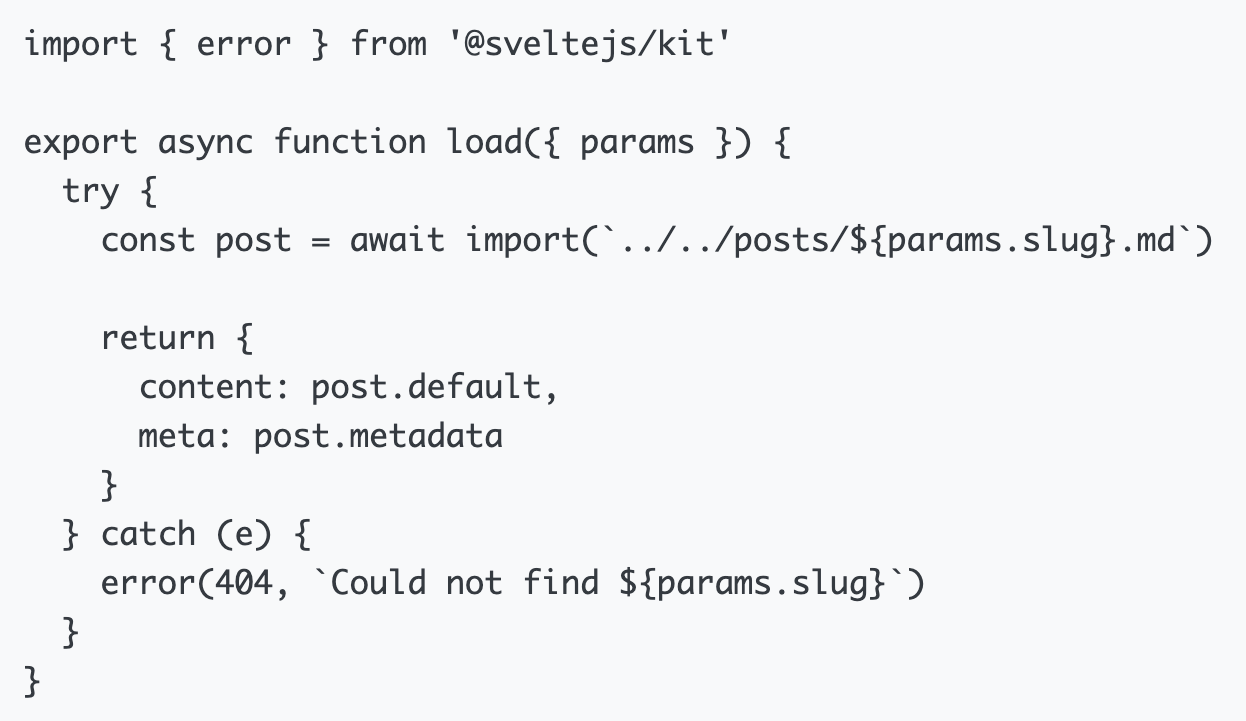 import { error } from '@sveltejs/kit'

export async function load({ params }) {
  try {
    const post = await import(`../../posts/${params.slug}.md`)

    return {
      content: post.default,
      meta: post.metadata
    }
  } catch (e) {
    error(404, `Could not find ${params.slug}`)
  }
}